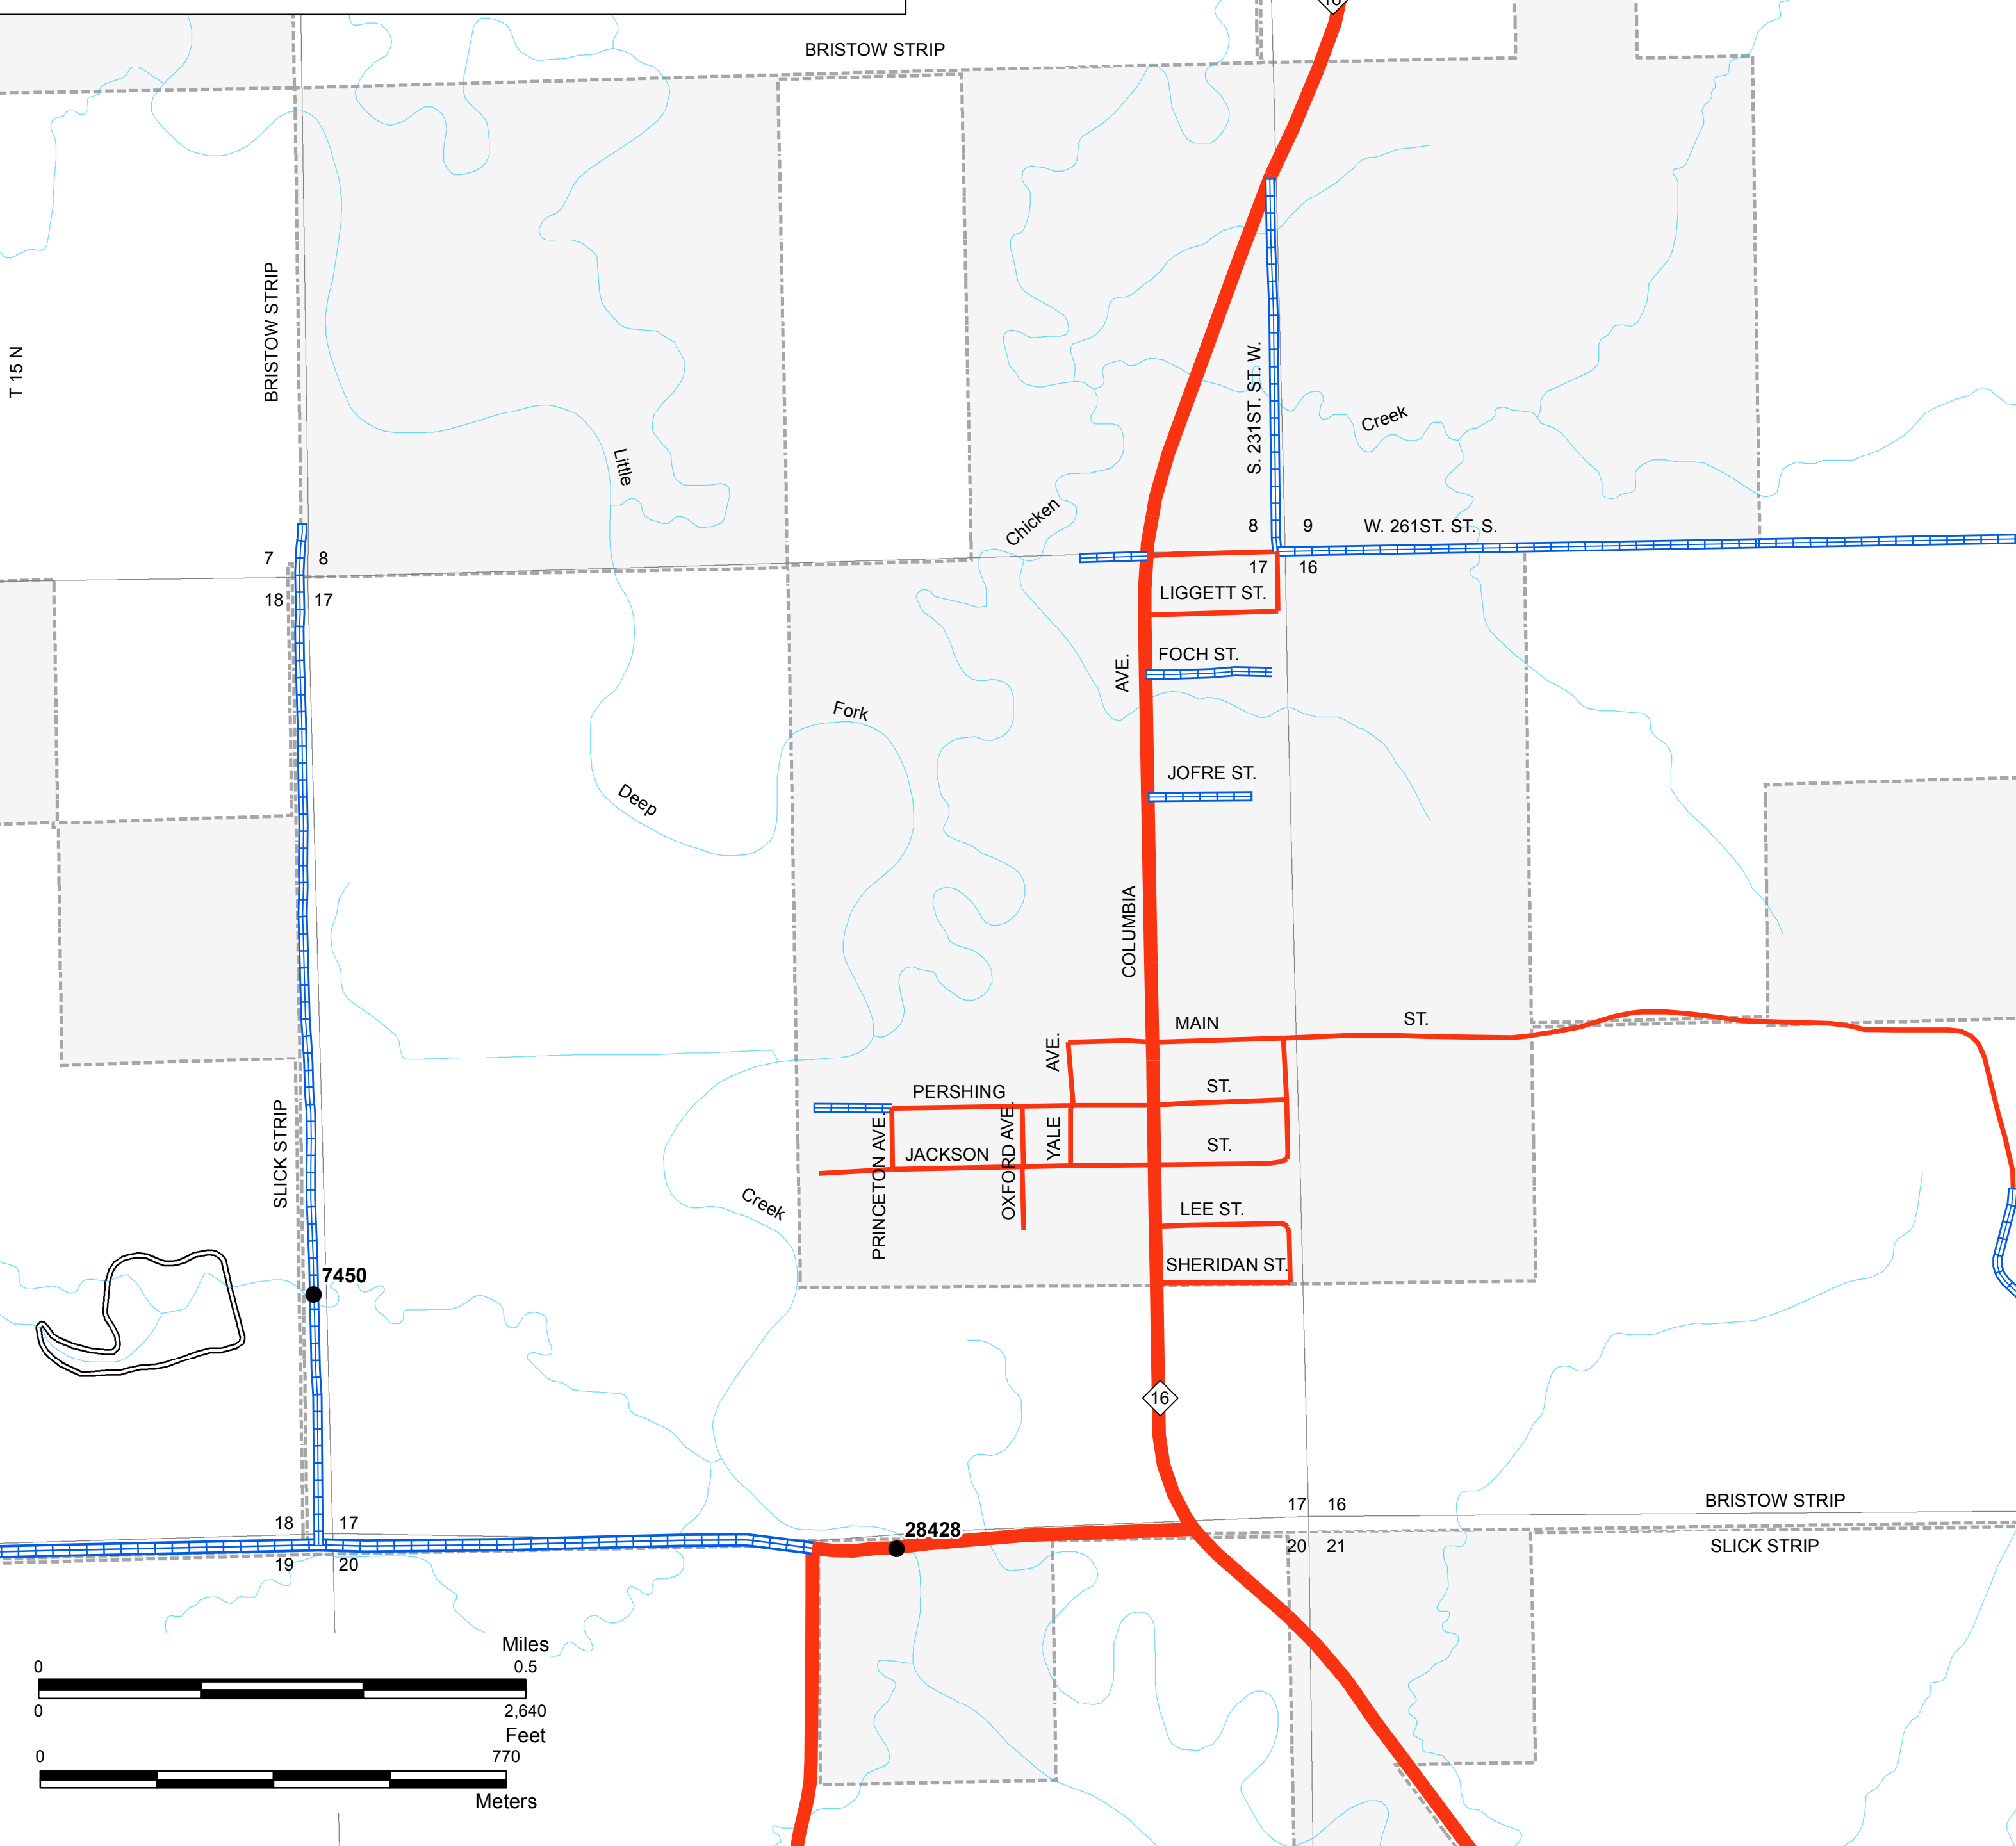 16
BRISTOW STRIP
BRISTOW STRIP
T 15 N
S. 231ST. ST. W.
Creek
Little
Chicken
8
9
W. 261ST. ST. S.
7
8
17
16
18
17
LIGGETT ST.
FOCH ST.
AVE.
Fork
JOFRE ST.
Deep
COLUMBIA
MAIN
ST.
AVE.
PERSHING
ST.
SLICK STRIP
PRINCETON AVE.
OXFORD AVE.
YALE
JACKSON
ST.
Creek
LEE ST.
SHERIDAN ST.
7450
16
17
16
BRISTOW STRIP
18
17
28428
20
21
SLICK STRIP
19
20
Miles
0
0.5
0
2,640
Feet
0
770
Meters